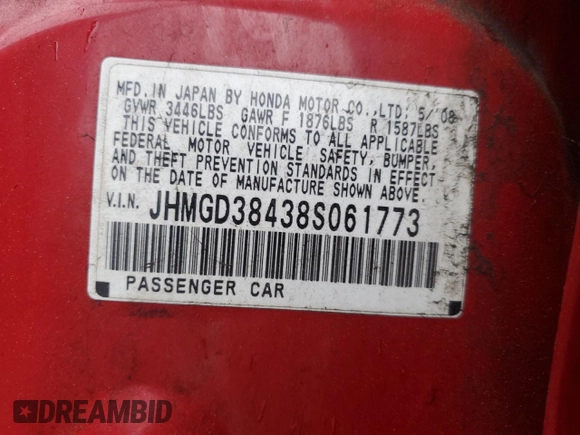 MFD. IN JAPAN BY HONDA MOTOR CO., LTD. 5/'08
GVWR 3446LBS GAWR F 1876LBS R 1587LBS
THIS VEHICLE CONFORMS TO ALL APPLICABLE
FEDERAL MOTOR VEHICLE SAFETY, BUMPER,
AND THEFT PREVENTION STANDARDS IN EFFECT
ON THE DATE OF MANUFACTURE SHOWN ABOVE.
V.I.N. JHMGD38438S061773
PASSENGER CAR
DREAMBID